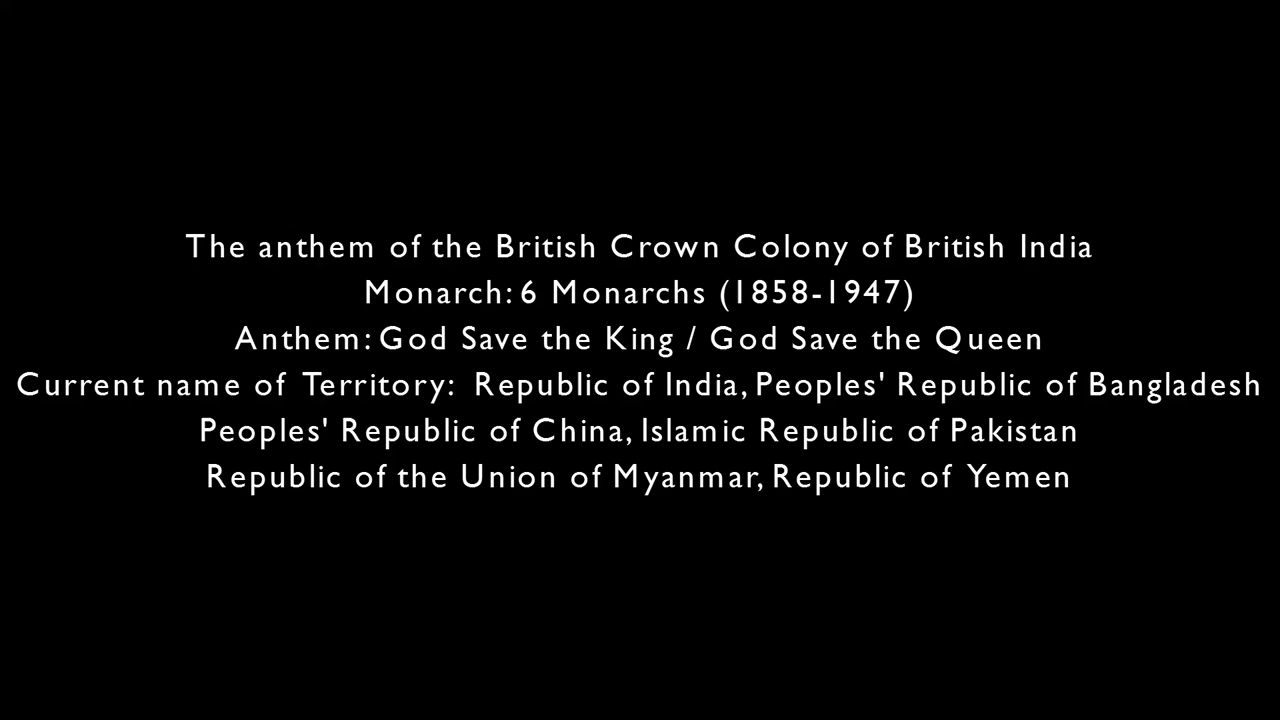 The anthem of the British Crown Colony of British India
Monarch: 6 Monarchs (1858-1947)
Anthem: God Save the King / God Save the Queen
Current name of Territory: Republic of India, Peoples' Republic of Bangladesh
Peoples' Republic of China, Islamic Republic of Pakistan
Republic of the Union of Myanmar, Republic of Yemen